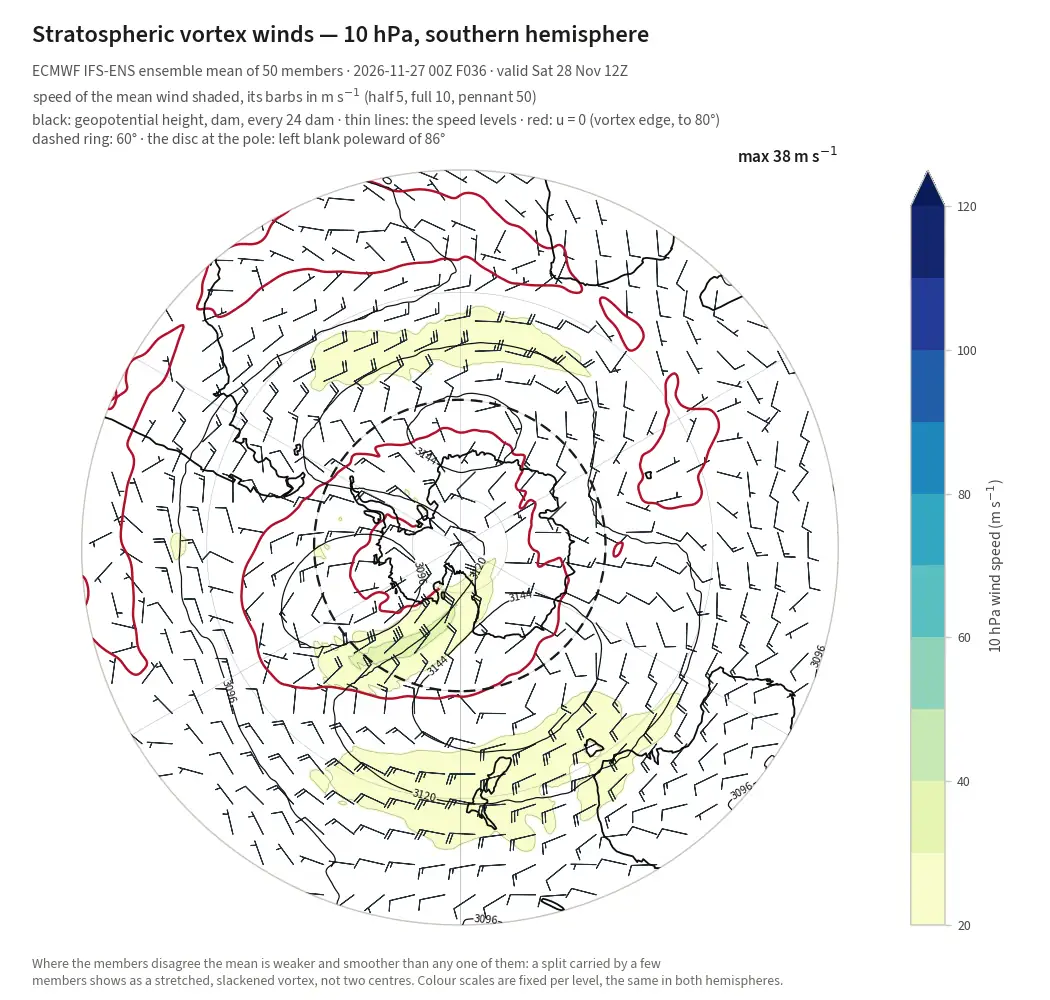 Stratospheric vortex winds — 10 hPa, southern hemisphere
ECMWF IFS-ENS ensemble mean of 50 members · 2026-11-27 00Z F036 · valid Sat 28 Nov 12Z
speed of the mean wind shaded, its barbs in m s⁻¹ (half 5, full 10, pennant 50)
black: geopotential height, dam, every 24 dam · thin lines: the speed levels · red: u = 0 (vortex edge, to 80°)
dashed ring: 60° · the disc at the pole: left blank poleward of 86°
max 38 m s⁻¹
120
100
80
60
40
20
10 hPa wind speed (m s⁻¹)
3144
3120
3096
3144
3144
3096
3096
3120
3096
3096
Where the members disagree the mean is weaker and smoother than any one of them: a split carried by a few
members shows as a stretched, slackened vortex, not two centres. Colour scales are fixed per level, the same in both hemispheres.